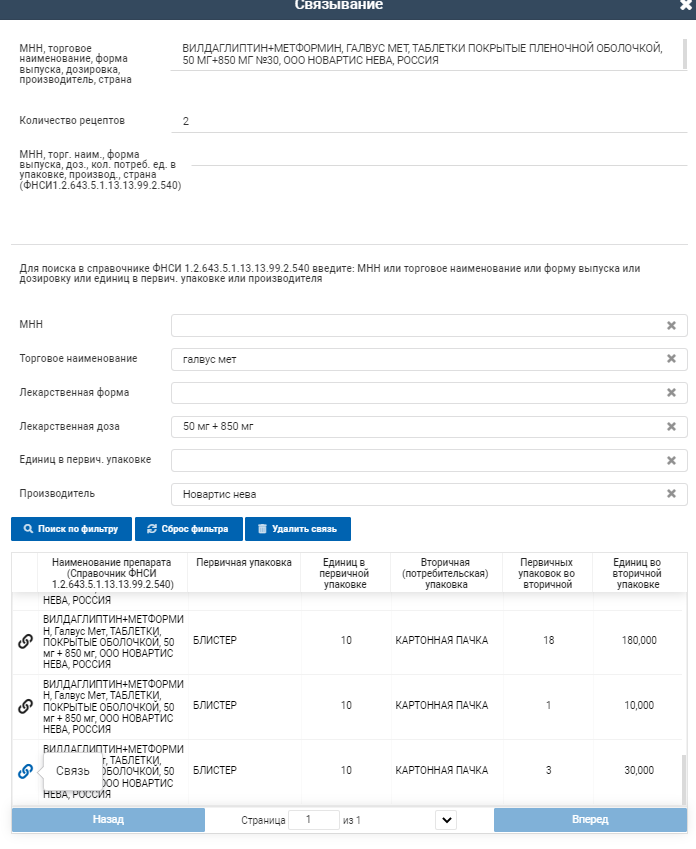 Связывание
МНН, торговое
наименование, форма
выпуска, дозировка,
производитель, страна
ВИЛДАГЛИПТИН+МЕТФОРМИН, ГАЛВУС МЕТ, ТАБЛЕТКИ ПОКРЫТЫЕ ПЛЕНОЧНОЙ ОБОЛОЧКОЙ,
50 МГ+850 МГ №30, ООО НОВАРТИС НЕВА, РОССИЯ
Количество рецептов
2
МНН, торг. наим., форма
выпуска, доз., кол. потреб. ед. в
упаковке, производ., страна
(ФНСИ1.2.643.5.1.13.13.99.2.540)
Для поиска в справочнике ФНСИ 1.2.643.5.1.13.13.99.2.540 введите: МНН или торговое наименование или форму выпуска или
дозировку или единиц в первич. упаковке или производителя
МНН
Торговое наименование
галвус мет
Лекарственная форма
Лекарственная доза
50 мг + 850 мг
Единиц в первич. упаковке
Производитель
Новартис нева
Поиск по фильтру
Сброс фильтра
Удалить связь
Наименование препарата
(Справочник ФНСИ
1.2.643.5.1.13.13.99.2.540)
Первичная упаковка
Единиц в
первичной
упаковке
Вторичная
(потребительская)
упаковка
Первичных
упаковок во
вторичной
Единиц во
вторичной
упаковке
НЕВА, РОССИЯ
ВИЛДАГЛИПТИН+МЕТФОРМИ
Н, Галвус Мет, ТАБЛЕТКИ,
ПОКРЫТЫЕ ОБОЛОЧКОЙ, 50
мг + 850 мг, ООО НОВАРТИС
НЕВА, РОССИЯ
БЛИСТЕР
10
КАРТОННАЯ ПАЧКА
18
180,000
ВИЛДАГЛИПТИН+МЕТФОРМИ
Н, Галвус Мет, ТАБЛЕТКИ,
ПОКРЫТЫЕ ОБОЛОЧКОЙ, 50
мг + 850 мг, ООО НОВАРТИС
НЕВА, РОССИЯ
БЛИСТЕР
10
КАРТОННАЯ ПАЧКА
1
10,000
ВИЛДАГЛИПТИН+МЕТФОРМИ
т, ТАБЛЕТКИ,
ОБОЛОЧКОЙ, 50
ООО НОВАРТИС
НЕВА, РОССИЯ
Связь
БЛИСТЕР
10
КАРТОННАЯ ПАЧКА
3
30,000
Назад
Страница 1 из 1
Вперед